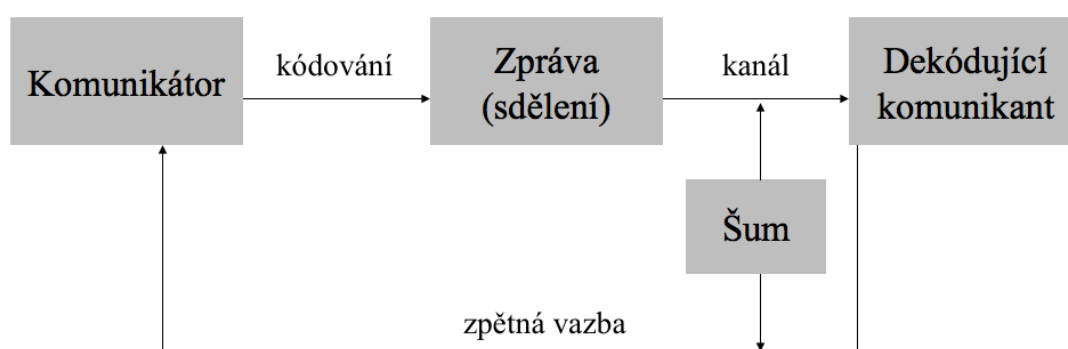 Komunikátor
kódování
Zpráva
(sdělení)
kanál
Dekódující
komunikant
Šum
zpětná vazba